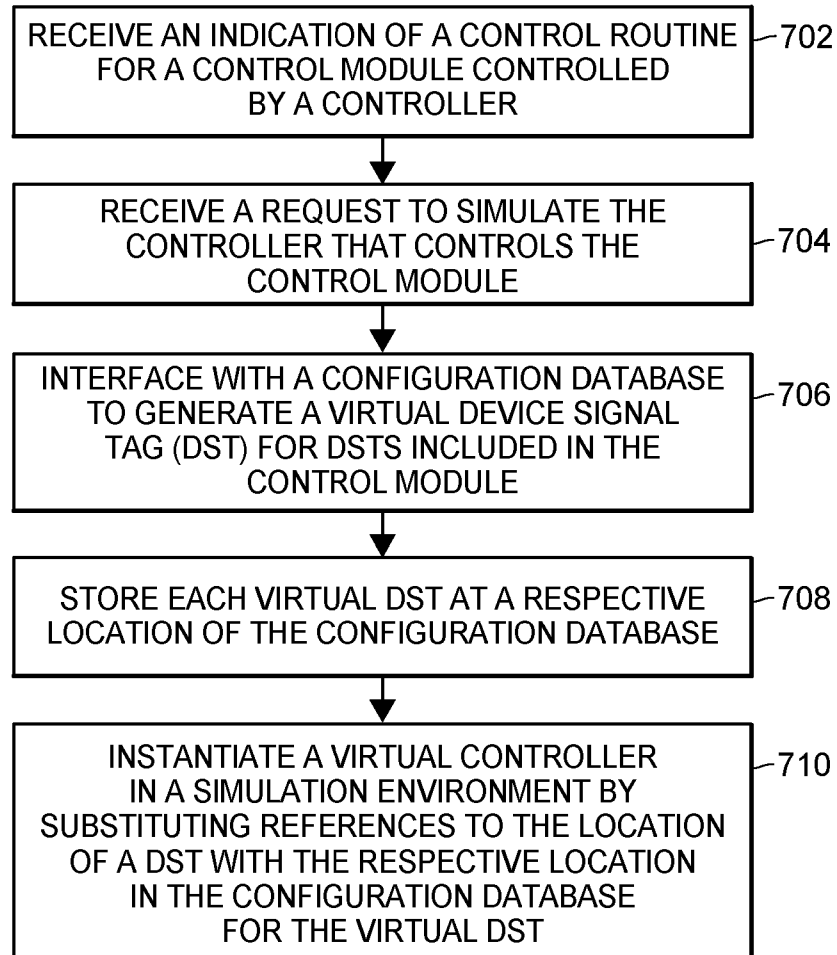 RECEIVE AN INDICATION OF A CONTROL ROUTINE
FOR A CONTROL MODULE CONTROLLED
BY A CONTROLLER
702
RECEIVE A REQUEST TO SIMULATE THE
CONTROLLER THAT CONTROLS THE
CONTROL MODULE
704
INTERFACE WITH A CONFIGURATION DATABASE
TO GENERATE A VIRTUAL DEVICE SIGNAL
TAG (DST) FOR DSTS INCLUDED IN THE
CONTROL MODULE
706
STORE EACH VIRTUAL DST AT A RESPECTIVE
LOCATION OF THE CONFIGURATION DATABASE
708
INSTANTIATE A VIRTUAL CONTROLLER
IN A SIMULATION ENVIRONMENT BY
SUBSTITUTING REFERENCES TO THE LOCATION
OF A DST WITH THE RESPECTIVE LOCATION
IN THE CONFIGURATION DATABASE
FOR THE VIRTUAL DST
710